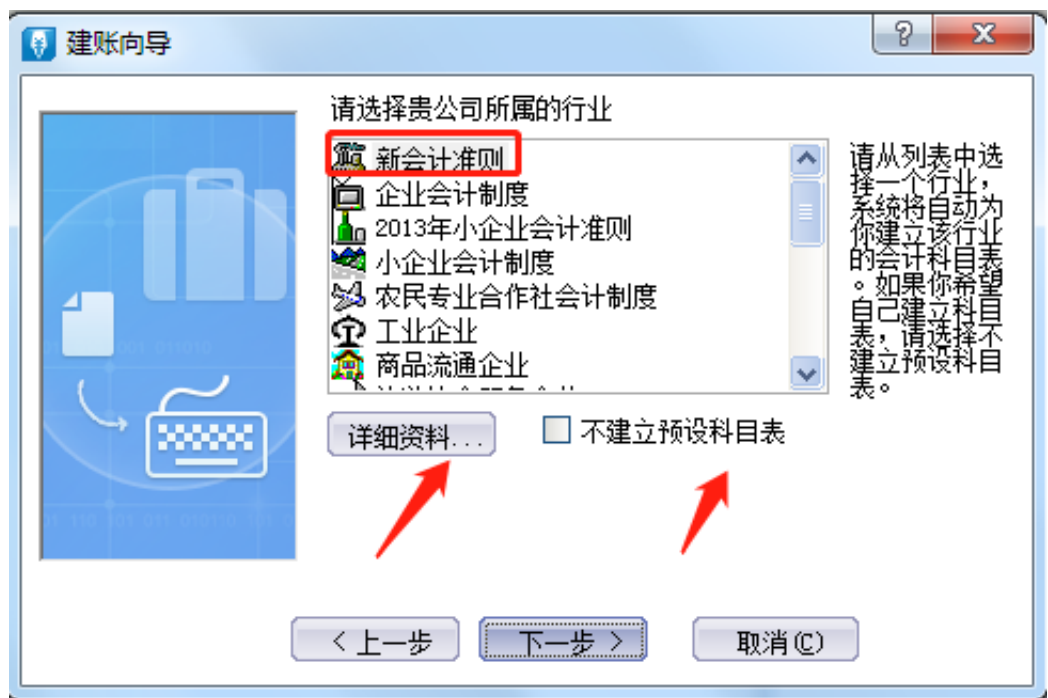 建账向导
请选择贵公司所属的行业
新会计准则
企业会计制度
2013年小企业会计准则
小企业会计制度
农民专业合作社会计制度
工业企业
商品流通企业
请从列表中选
择一个行业，
系统将自动为
你建立该行业
的会计科目表
。如果你希望
自己建立科目
表，请选择不
建立预设科目
表。
详细资料...
不建立预设科目表
< 上一步
下一步 >
取消(C)